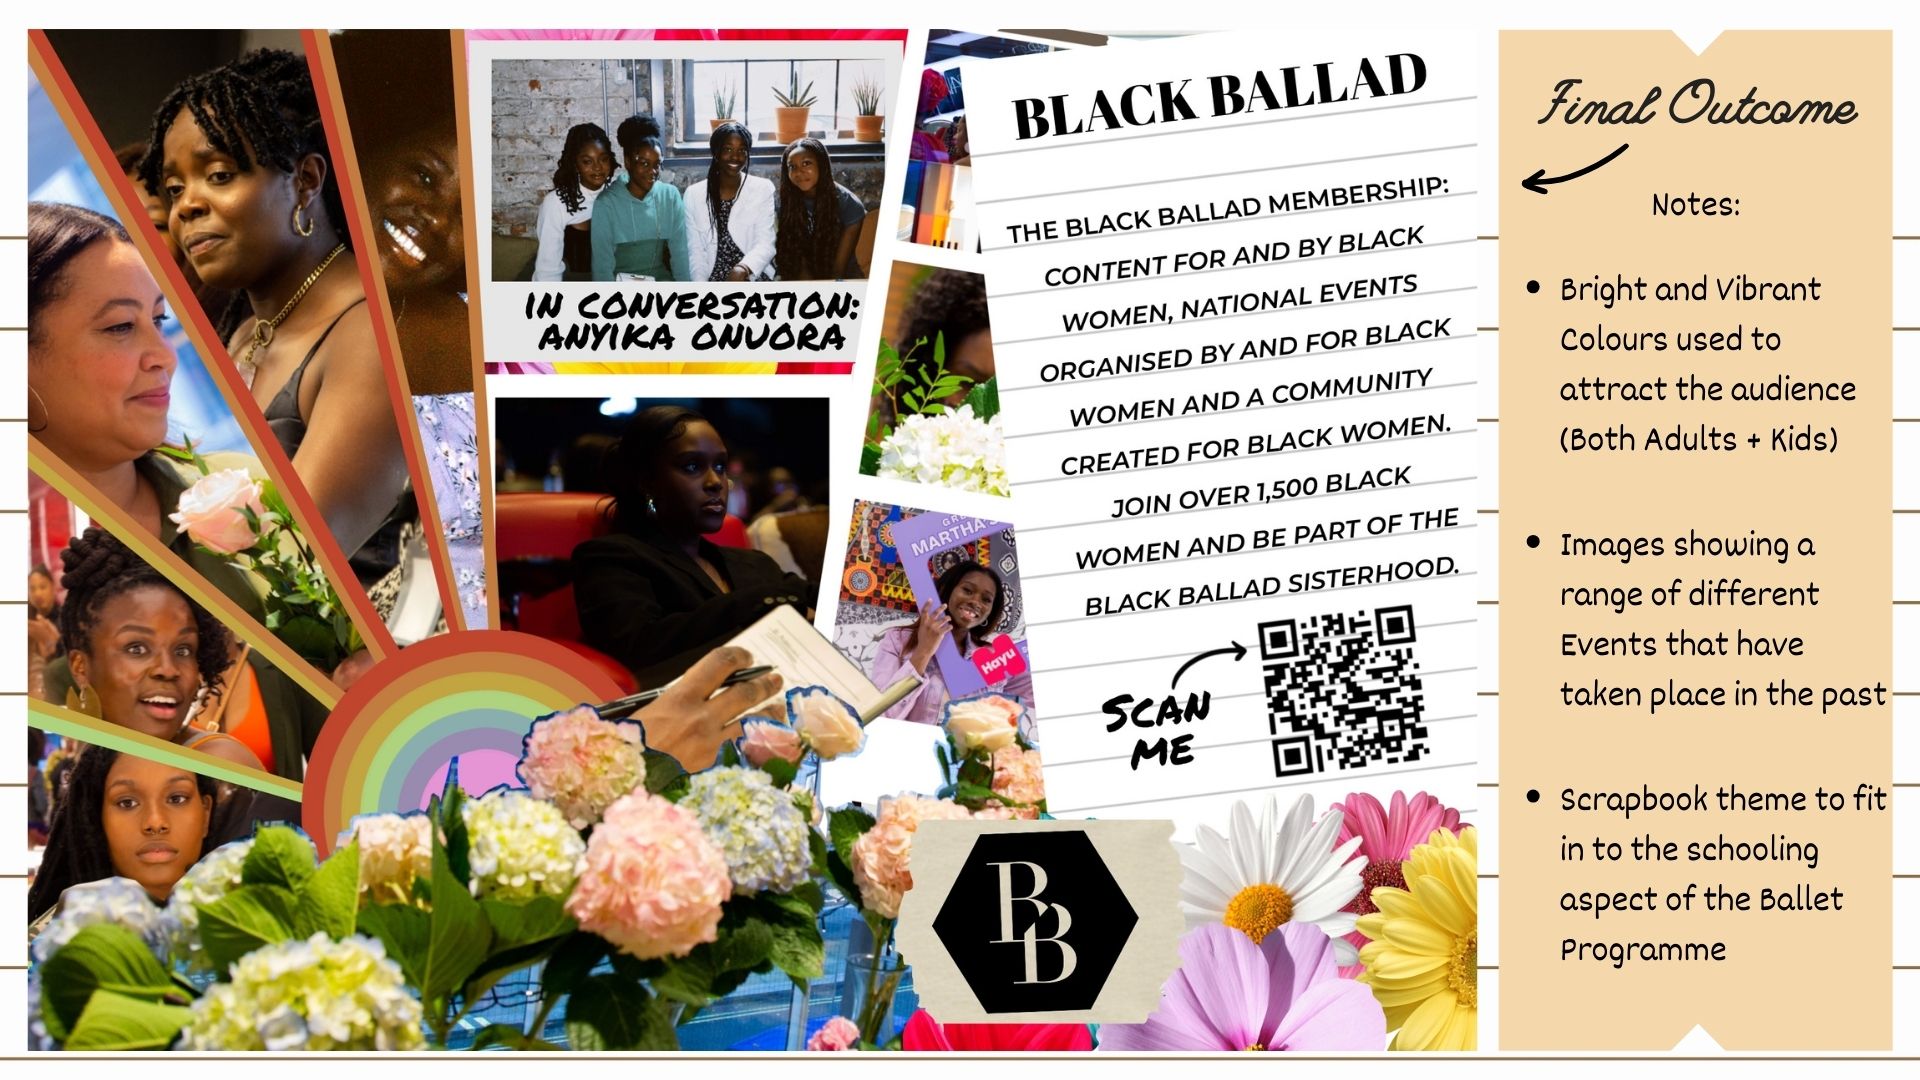 IN CONVERSATION:
ANYIKA ONUORA
MARTHA'S
Hayu
BLACK BALLAD
THE BLACK BALLAD MEMBERSHIP:
CONTENT FOR AND BY BLACK
WOMEN, NATIONAL EVENTS
ORGANISED BY AND FOR BLACK
WOMEN AND A COMMUNITY
CREATED FOR BLACK WOMEN.
JOIN OVER 1,500 BLACK
WOMEN AND BE PART OF THE
BLACK BALLAD SISTERHOOD.
SCAN
ME
BB
Final Outcome
Notes:
• Bright and Vibrant
Colours used to
attract the audience
(Both Adults + Kids)
• Images showing a
range of different
Events that have
taken place in the past
• Scrapbook theme to fit
in to the schooling
aspect of the Ballet
Programme